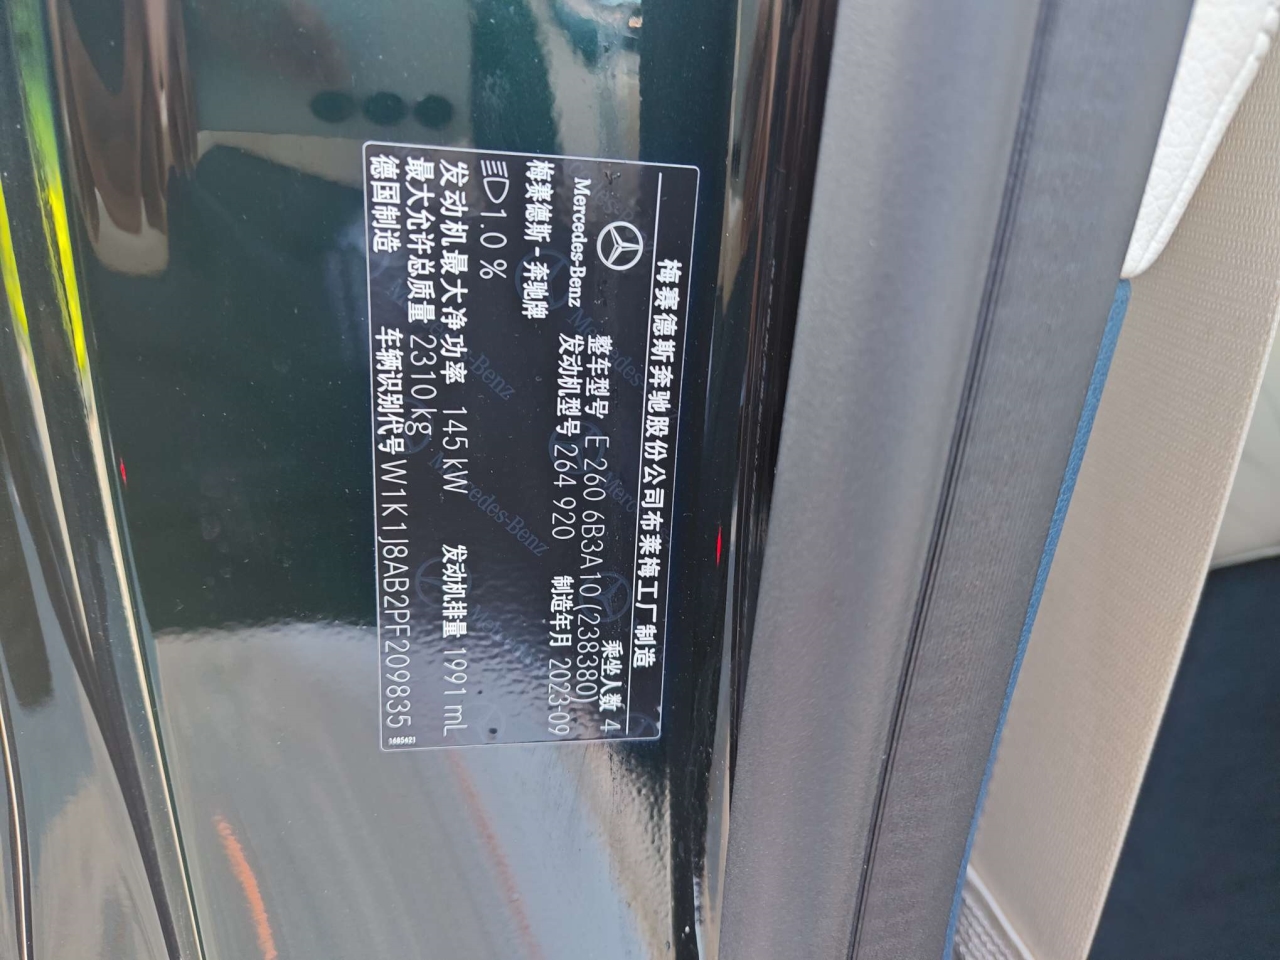 梅赛德斯奔驰股份公司布莱梅工厂制造
乘坐人数 4
整车型号 E 260 6B3A10 (238380)
Mercedes-Benz
发动机型号 264 920 制造年月 2023-09
梅赛德斯-奔驰牌
1.0 %
发动机最大净功率 145 kW 发动机排量 1991 mL
最大允许总质量 2310 kg
德国制造 车辆识别代号 W1K1J8AB2PF209835